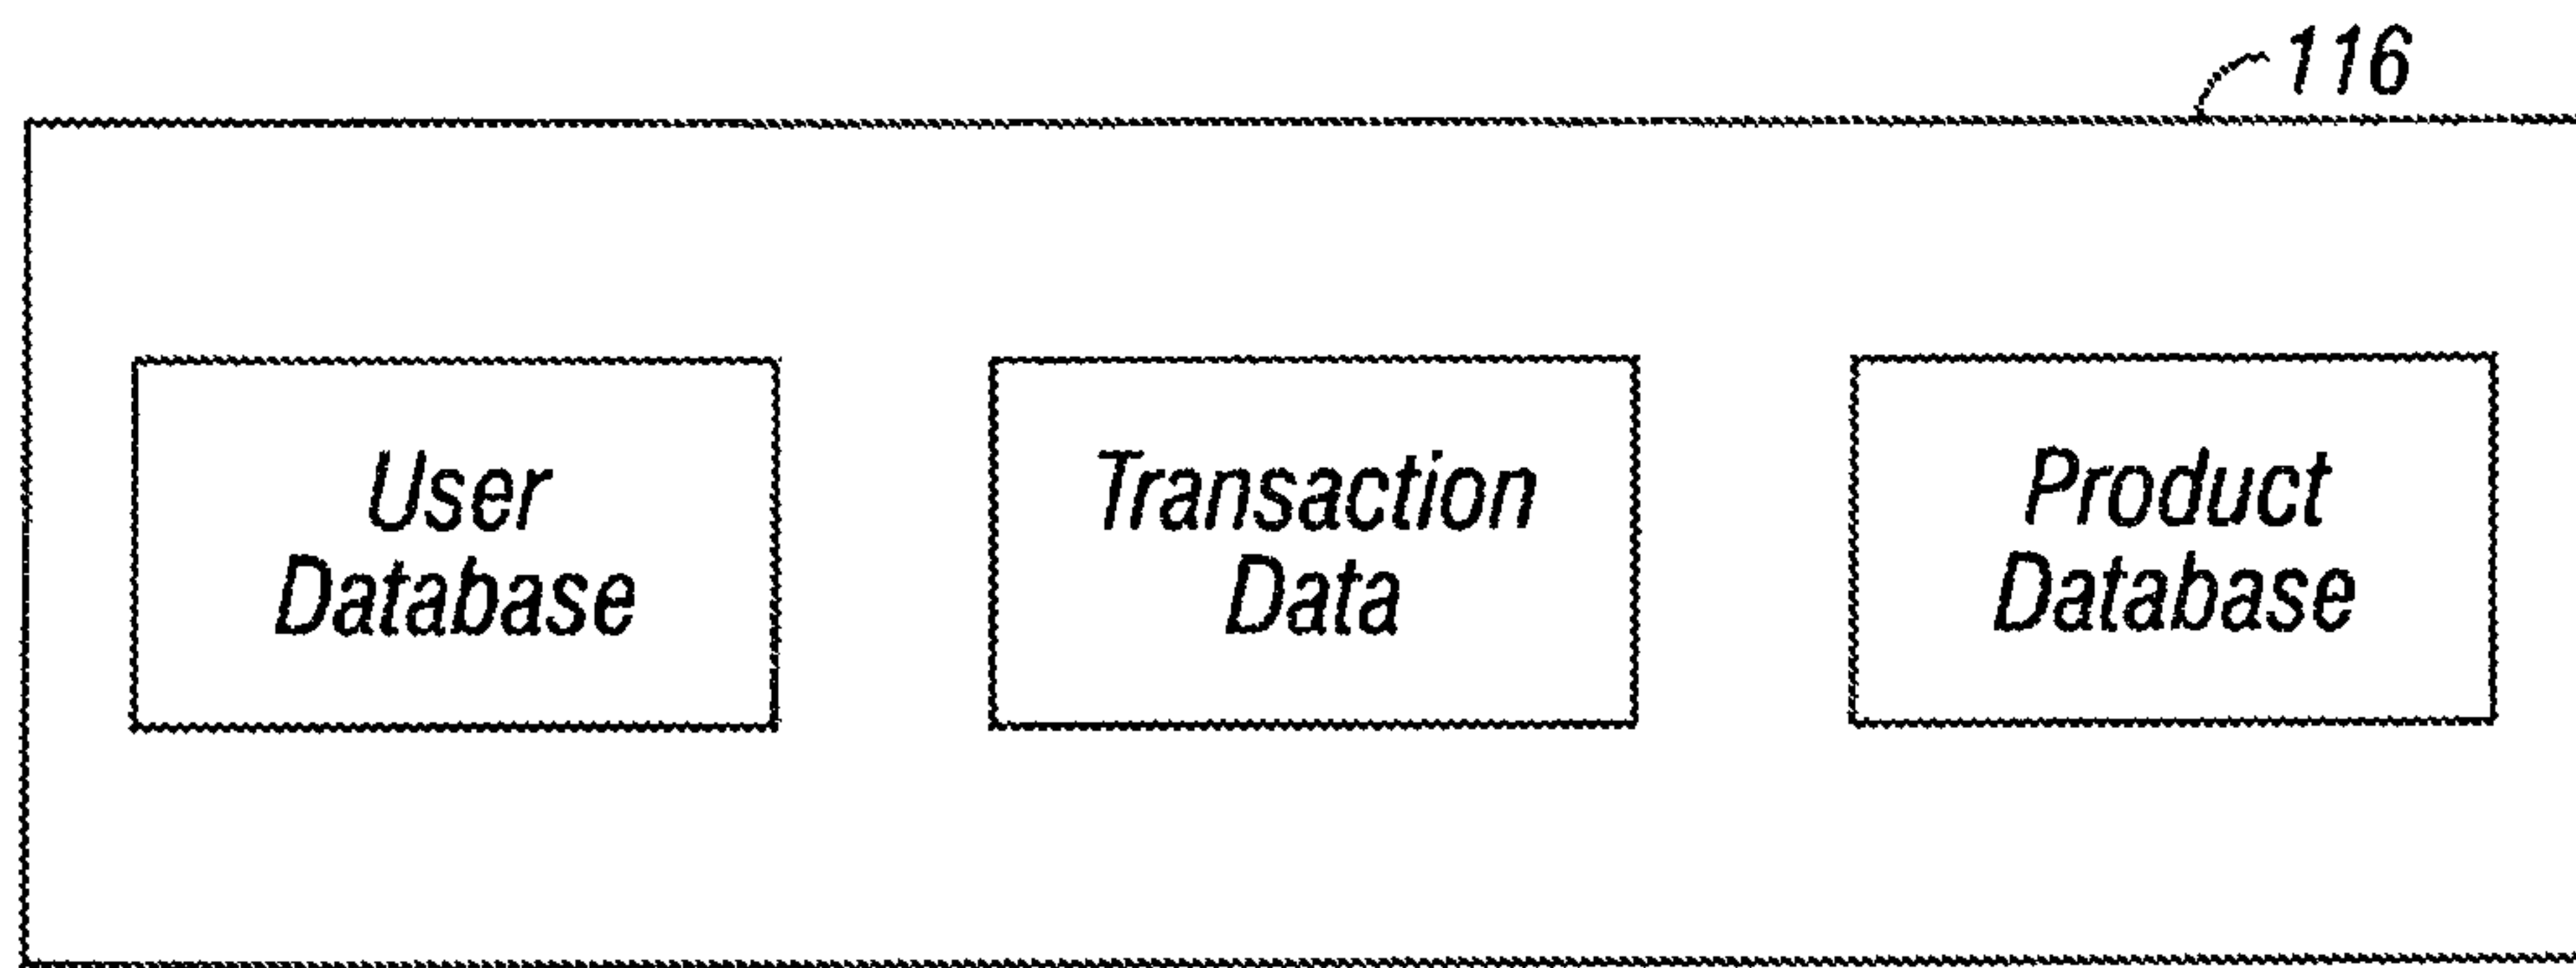 116
User
Database
Transaction
Data
Product
Database